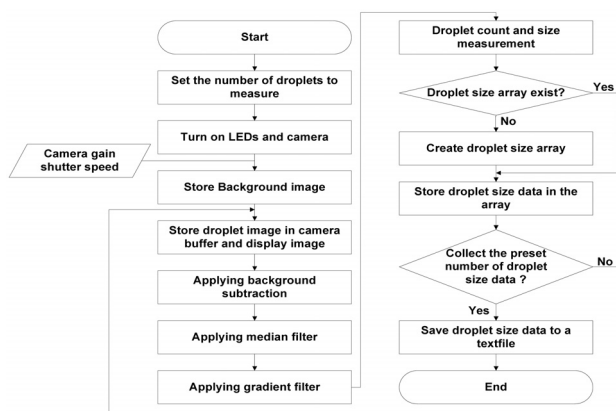 Start
Set the number of droplets to
measure
Turn on LEDs and camera
Camera gain
shutter speed
Store Background image
Store droplet image in camera
buffer and display image
Applying background
subtraction
Applying median filter
Applying gradient filter
Droplet count and size
measurement
Droplet size array exist?
Yes
No
Create droplet size array
Store droplet size data in the
array
Collect the preset
number of droplet
size data ?
No
Yes
Save droplet size data to a
textfile
End